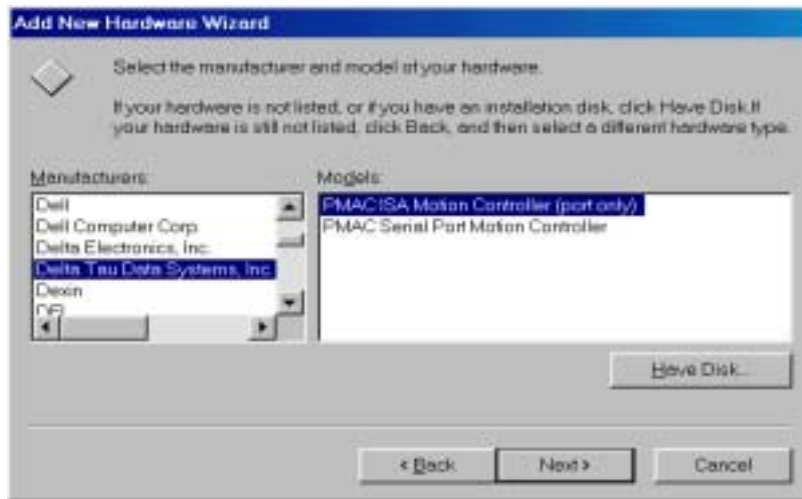 Add New Hardware Wizard
Select the manufacturer and model of your hardware.
If your hardware is not listed, or if you have an installation disk, click Have Disk.If
your hardware is still not listed, click Back, and then select a different hardware type.
Manufacturers:
Models:
Dell
Dell Computer Corp
Delta Electronics, Inc.
Delta Tau Data Systems, Inc.
Dexin
DFI
PMAC ISA Motion Controller (port only)
PMAC Serial Port Motion Controller
Have Disk...
< Back
Next >
Cancel